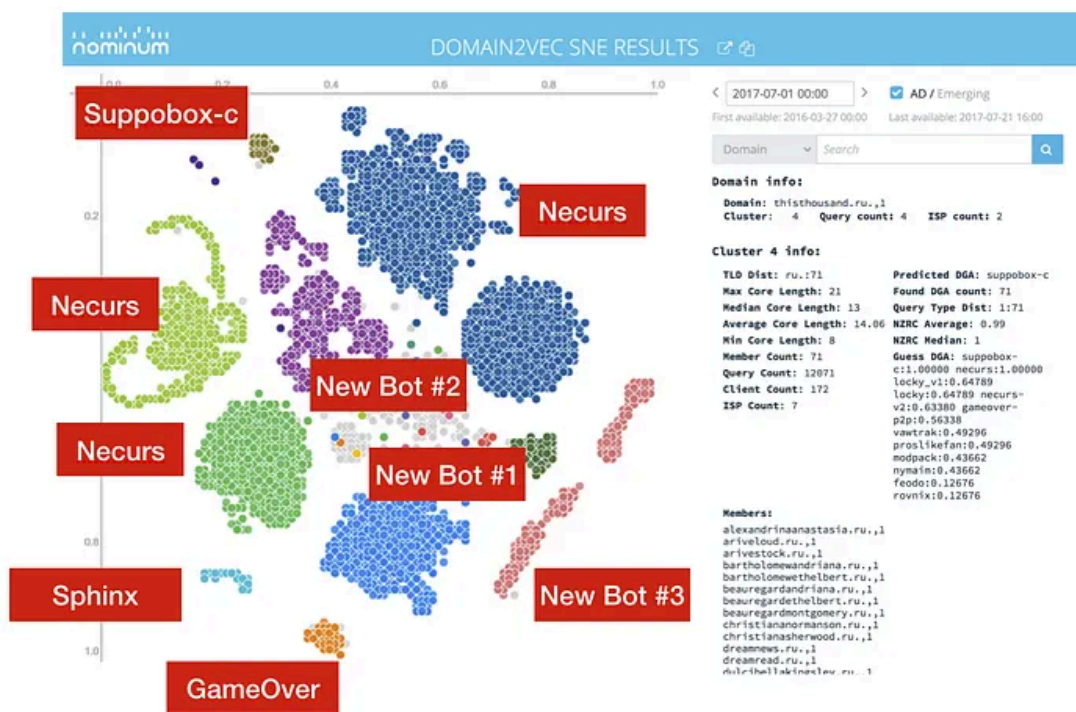 nominum
DOMAIN2VEC SNE RESULTS
0.0 0.2 0.4 0.6 0.8 1.0
0.2
0.8
1.0
Suppobox-c
Necurs
Necurs
New Bot #2
Necurs
New Bot #1
Sphinx
New Bot #3
GameOver
< 2017-07-01 00:00 > AD / Emerging
First available: 2016-03-27 00:00 Last available: 2017-07-21 16:00
Domain Search
Domain info:
Domain: thisthousand.ru.,1
Cluster: 4 Query count: 4 ISP count: 2
Cluster 4 info:
TLD Dist: ru.:71
Max Core Length: 21
Median Core Length: 13
Average Core Length: 14.06
Min Core Length: 8
Member Count: 71
Query Count: 12071
Client Count: 172
ISP Count: 7
Predicted DGA: suppobox-c
Found DGA count: 71
Query Type Dist: 1:71
NZRC Average: 0.99
NZRC Median: 1
Guess DGA: suppobox-
c:1.00000 necurs:1.00000
locky_v1:0.64789
locky:0.64789 necurs-
v2:0.63380 gameover-
p2p:0.56338
vawtrak:0.49296
proslikefan:0.49296
modpack:0.43662
nymaim:0.43662
feodo:0.12676
rovnix:0.12676
Members:
alexandrinaanastasia.ru.,1
ariveloud.ru.,1
arivestock.ru.,1
bartholomewandriana.ru.,1
bartholomewethelbert.ru.,1
beauregardandriana.ru.,1
beauregardethelbert.ru.,1
beauregardmontgomery.ru.,1
christiananormanson.ru.,1
christianasherwood.ru.,1
dreamnews.ru.,1
dreamread.ru.,1
dulcibellakingsley.ru.,1